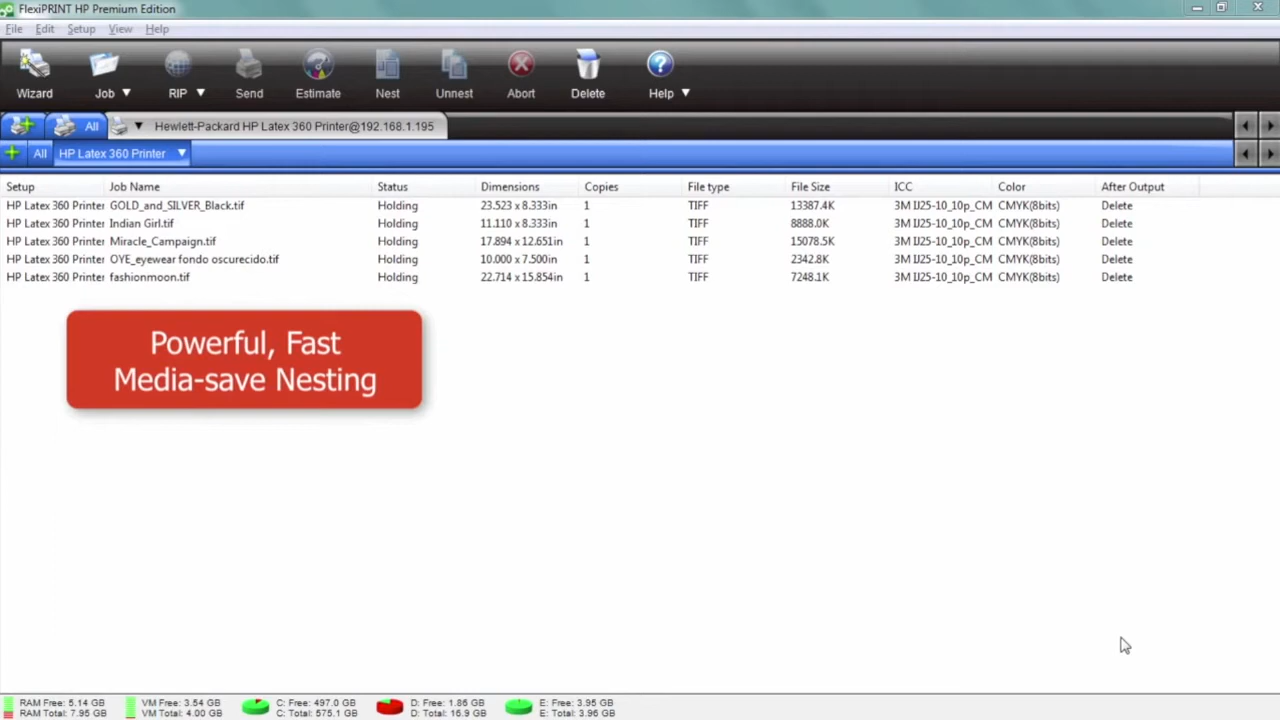 FlexiPRINT HP Premium Edition
File Edit Setup View Help
Wizard Job RIP Send Estimate Nest Unnest Abort Delete Help
All Hewlett-Packard HP Latex 360 Printer@192.168.1.195
All HP Latex 360 Printer
Setup Job Name Status Dimensions Copies File type File Size ICC Color After Output
HP Latex 360 Printer GOLD_and_SILVER_Black.tif Holding 23.523 x 8.333in 1 TIFF 13387.4K 3M IJ25-10_10p_CM CMYK(8bits) Delete
HP Latex 360 Printer Indian Girl.tif Holding 11.110 x 8.333in 1 TIFF 8888.0K 3M IJ25-10_10p_CM CMYK(8bits) Delete
HP Latex 360 Printer Miracle_Campaign.tif Holding 17.894 x 12.651in 1 TIFF 15078.5K 3M IJ25-10_10p_CM CMYK(8bits) Delete
HP Latex 360 Printer OYE_eyewear fondo oscurecido.tif Holding 10.000 x 7.500in 1 TIFF 2342.8K 3M IJ25-10_10p_CM CMYK(8bits) Delete
HP Latex 360 Printer fashionmoon.tif Holding 22.714 x 15.854in 1 TIFF 7248.1K 3M IJ25-10_10p_CM CMYK(8bits) Delete
Powerful, Fast
Media-save Nesting
RAM Free: 5.14 GB VM Free: 3.54 GB C: Free: 497.0 GB D: Free: 1.86 GB E: Free: 3.95 GB
RAM Total: 7.95 GB VM Total: 4.00 GB C: Total: 575.1 GB D: Total: 16.9 GB E: Total: 3.96 GB